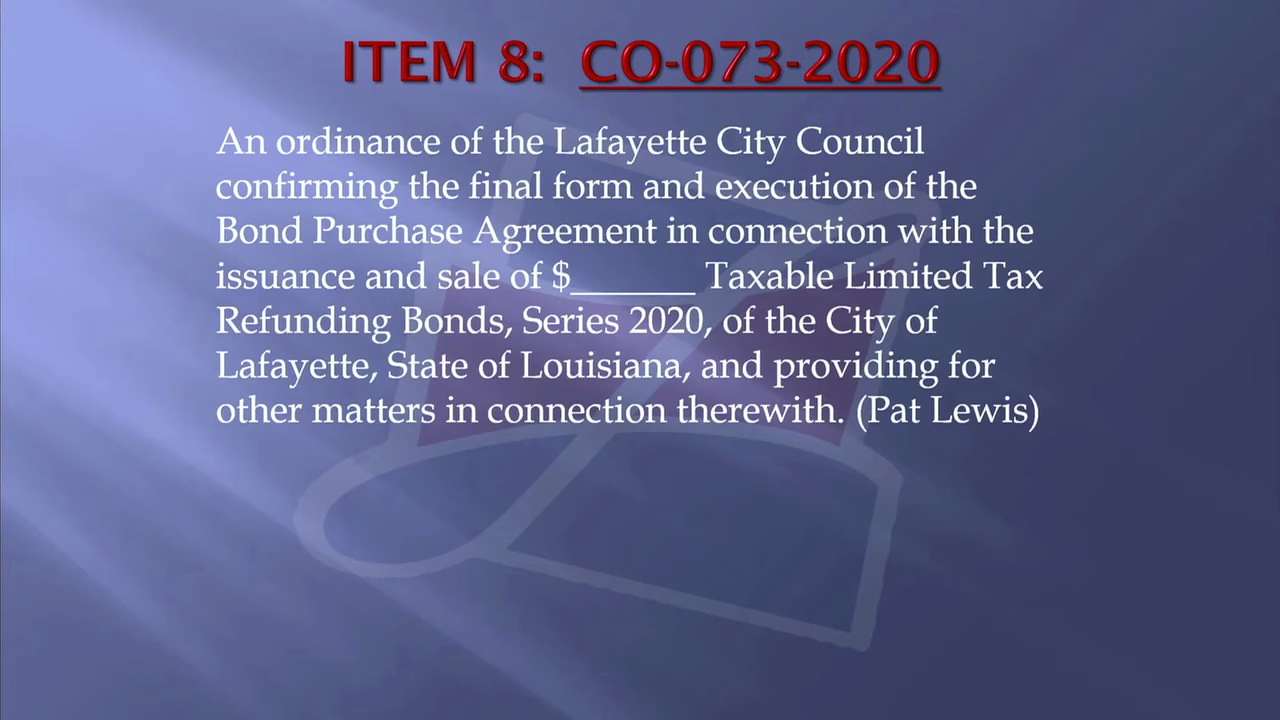 ITEM 8: CO-073-2020
An ordinance of the Lafayette City Council
confirming the final form and execution of the
Bond Purchase Agreement in connection with the
issuance and sale of $_______ Taxable Limited Tax
Refunding Bonds, Series 2020, of the City of
Lafayette, State of Louisiana, and providing for
other matters in connection therewith. (Pat Lewis)